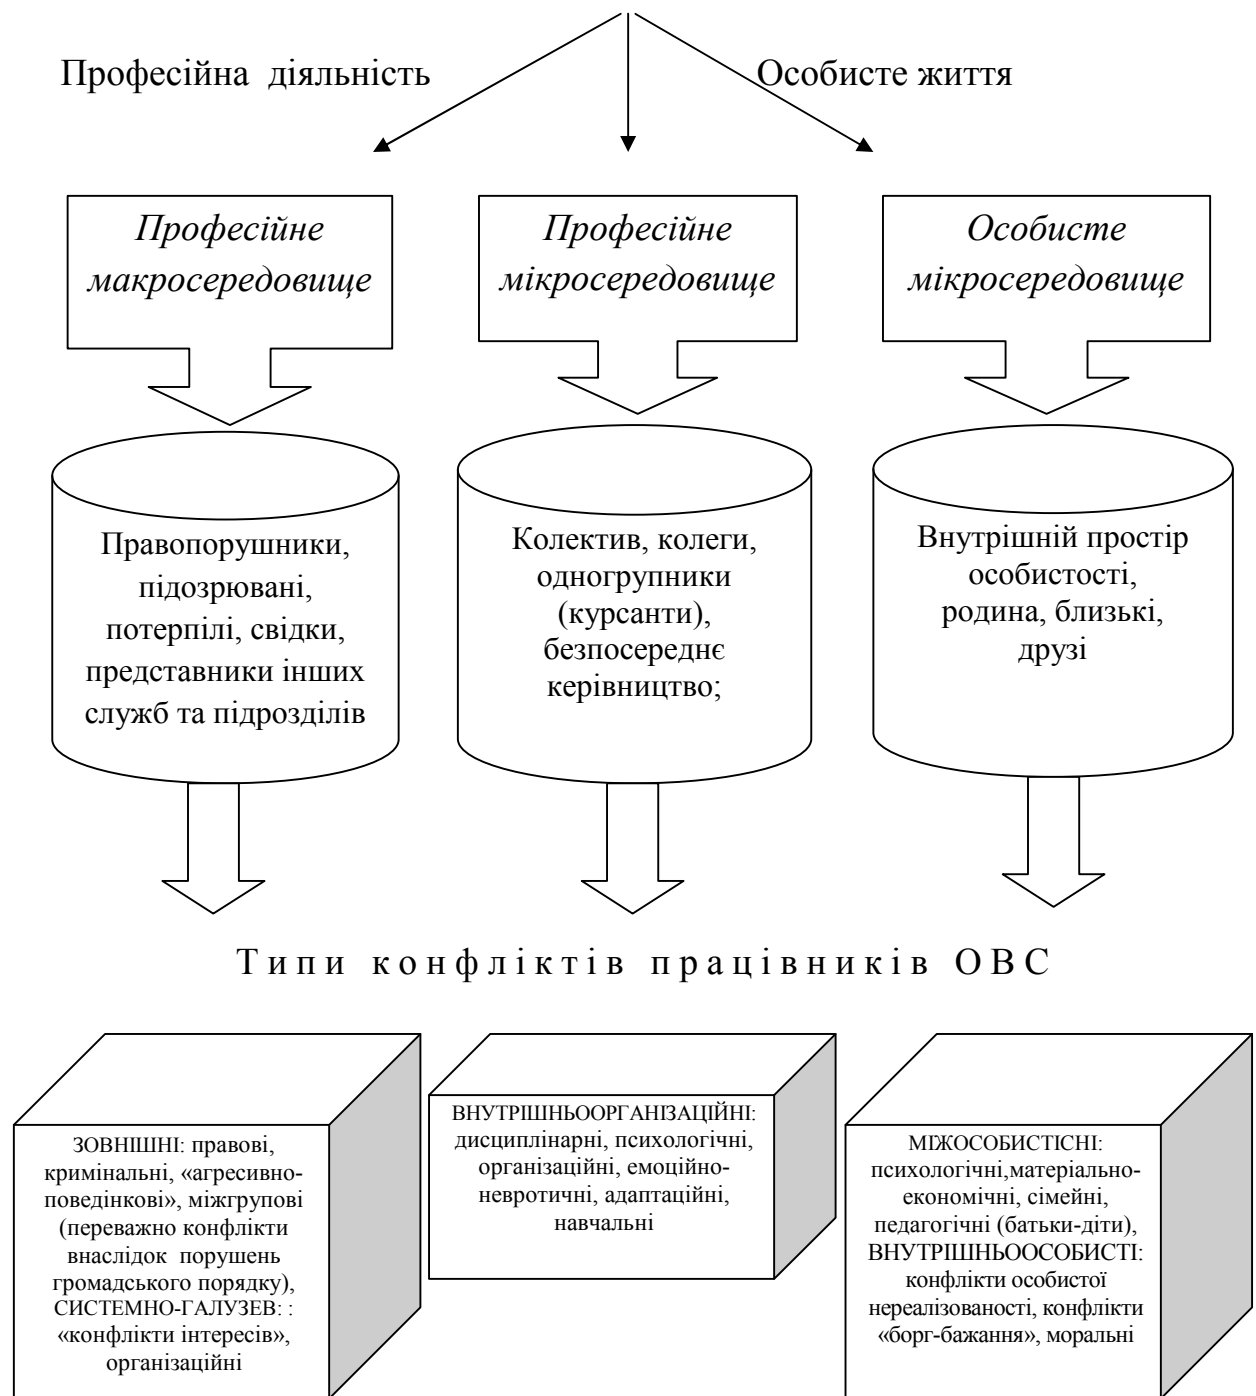 Професійна діяльність
Особисте життя
Професійне
макросередовище
Професійне
мікросередовище
Особисте
мікросередовище
Правопорушники,
підозрювані,
потерпілі, свідки,
представники інших
служб та підрозділів
Колектив, колеги,
одногрупники
(курсанти),
безпосереднє
керівництво;
Внутрішній простір
особистості,
родина, близькі,
друзі
Типи конфліктів працівників ОВС
ЗОВНІШНІ: правові,
кримінальні, «агресивно-
поведінкові», міжгрупові
(переважно конфлікти
внаслідок порушень
громадського порядку),
СИСТЕМНО-ГАЛУЗЕВ: :
«конфлікти інтересів»,
організаційні
ВНУТРІШНЬООРГАНІЗАЦІЙНІ:
дисциплінарні, психологічні,
організаційні, емоційно-
невротичні, адаптаційні,
навчальні
МІЖОСОБИСТІСНІ:
психологічні,матеріально-
економічні, сімейні,
педагогічні (батьки-діти),
ВНУТРІШНЬООСОБИСТІ:
конфлікти особистої
нереалізованості, конфлікти
«борг-бажання», моральні